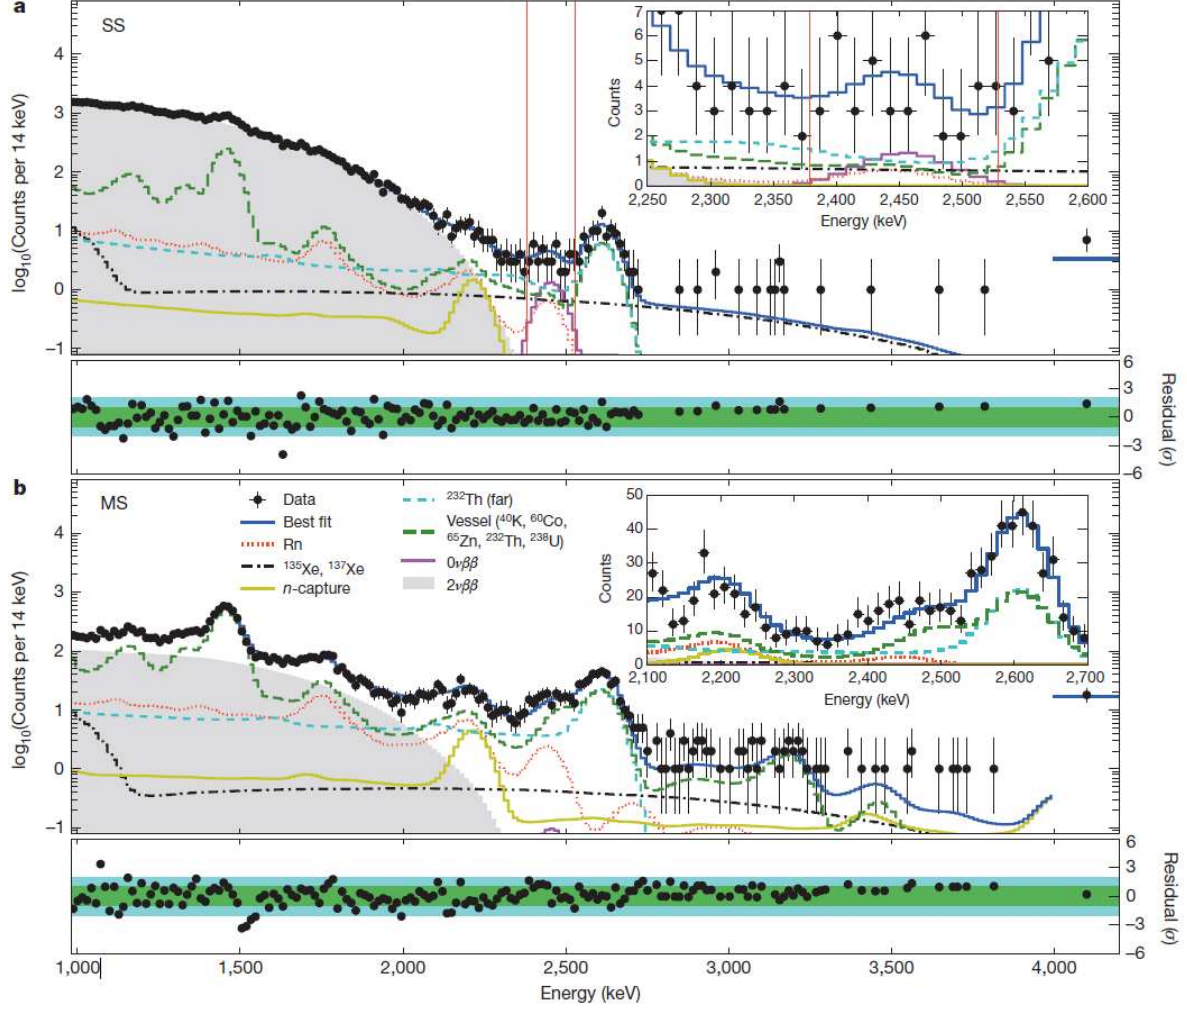 a
SS
log10(Counts per 14 keV)
4
3
2
1
0
−1
Counts
7
6
5
4
3
2
1
0
2,250 2,300 2,350 2,400 2,450 2,500 2,550 2,600
Energy (keV)
6
3
0
−3
−6
Residual (σ)
b
MS
log10(Counts per 14 keV)
4
3
2
1
0
−1
Data
Best fit
Rn
135Xe, 137Xe
n-capture
232Th (far)
Vessel (40K, 60Co,
65Zn, 232Th, 238U)
0νββ
2νββ
Counts
50
40
30
20
10
0
2,100 2,200 2,300 2,400 2,500 2,600 2,700
Energy (keV)
6
3
0
−3
−6
Residual (σ)
1,000 1,500 2,000 2,500 3,000 3,500 4,000
Energy (keV)